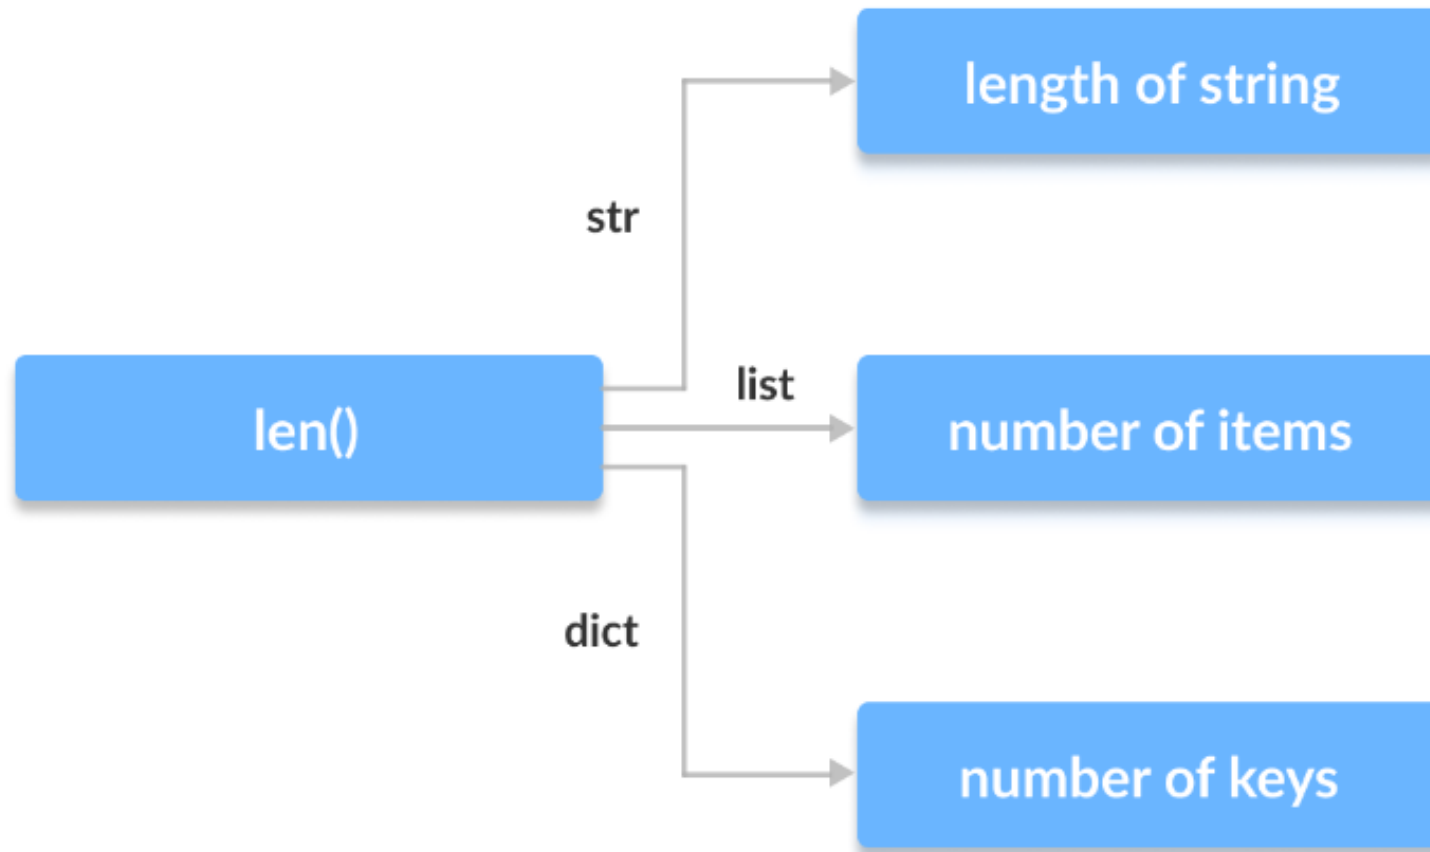 length of string
str
list
len()
number of items
dict
number of keys